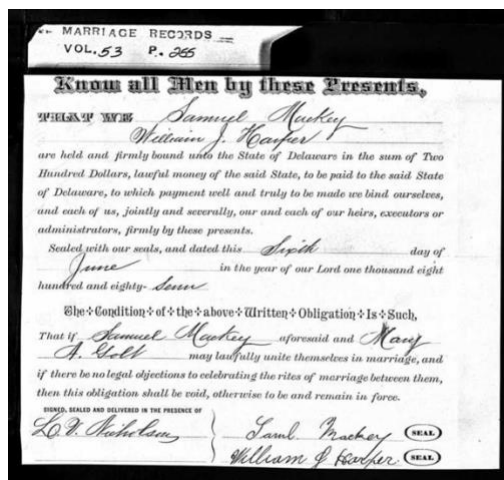 MARRIAGE RECORDS
VOL. 53 P. 255
Know all Men by these Presents,
THAT WE Samuel Mackey
William J. Harper
are held and firmly bound unto the State of Delaware in the sum of Two
Hundred Dollars, lawful money of the said State, to be paid to the said State
of Delaware, to which payment well and truly to be made we bind ourselves,
and each of us, jointly and severally, our and each of our heirs, executors or
administrators, firmly by these presents.
Sealed with our seals, and dated this Sixth day of
June in the year of our Lord one thousand eight
hundred and eighty-
The Condition of the above Written Obligation Is Such,
That if Samuel Mackey aforesaid and Mary
A. may lawfully unite themselves in marriage, and
if there be no legal objections to celebrating the rites of marriage between them,
then this obligation shall be void, otherwise to be and remain in force.
SIGNED, SEALED AND DELIVERED IN THE PRESENCE OF
Nicholson Saml. Mackey SEAL
William J Harper SEAL